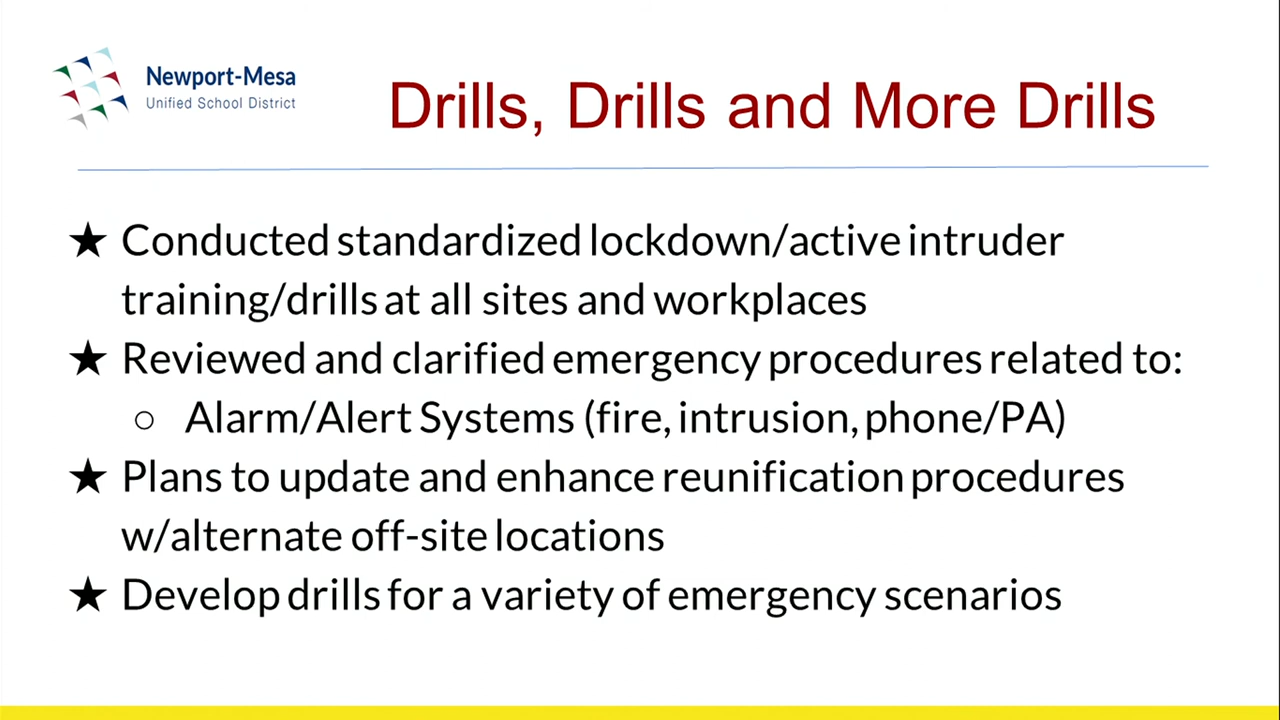 Newport-Mesa
Unified School District
Drills, Drills and More Drills
★ Conducted standardized lockdown/active intruder
training/drills at all sites and workplaces
★ Reviewed and clarified emergency procedures related to:
○ Alarm/Alert Systems (fire, intrusion, phone/PA)
★ Plans to update and enhance reunification procedures
w/alternate off-site locations
★ Develop drills for a variety of emergency scenarios